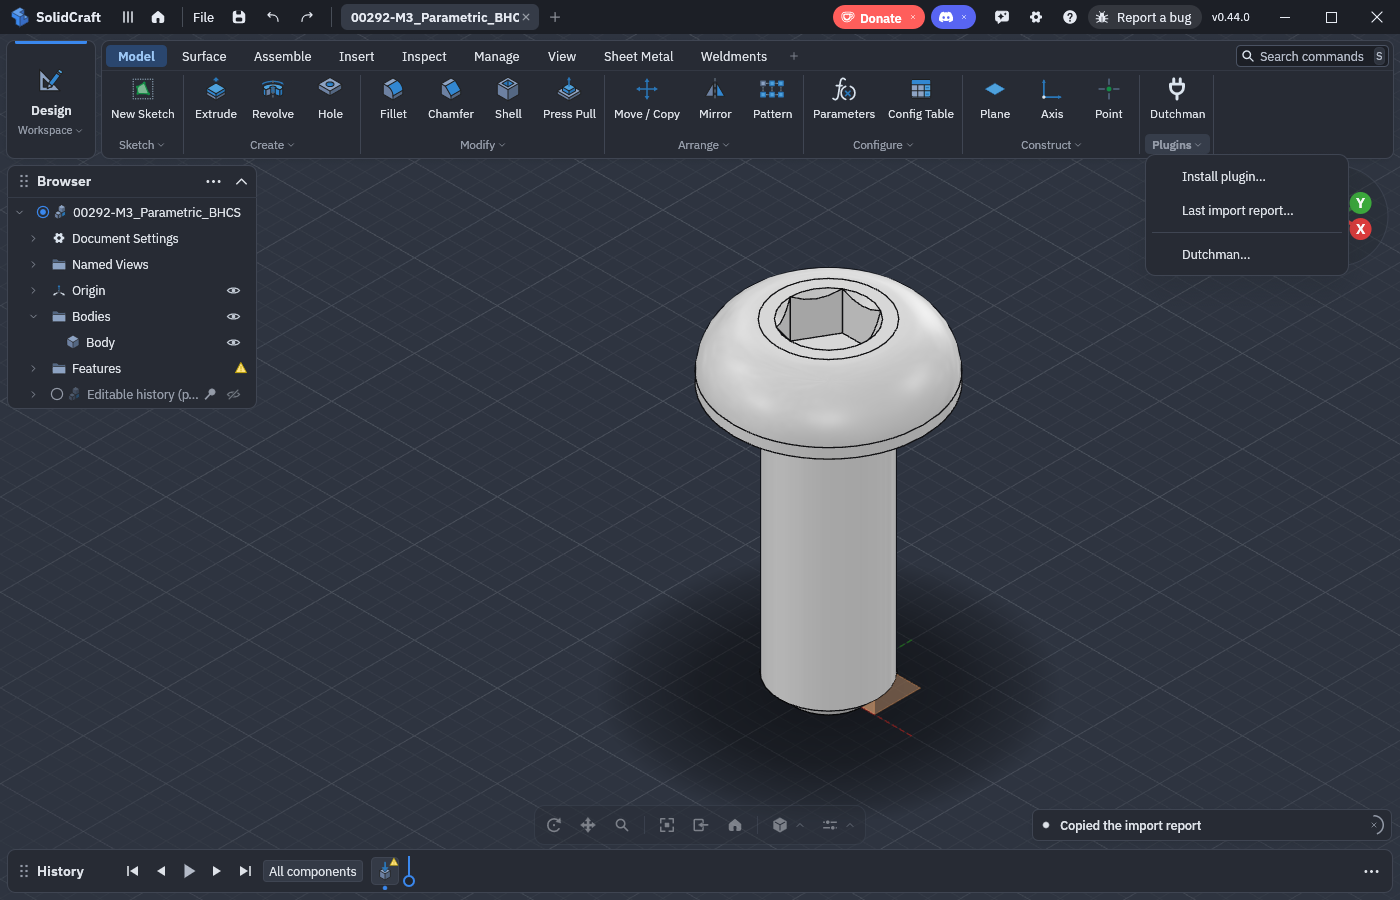 SolidCraft
File
00292-M3_Parametric_BHC
Donate
Report a bug
v0.44.0
Design
Workspace
Model
Surface
Assemble
Insert
Inspect
Manage
View
Sheet Metal
Weldments
Search commands
S
New Sketch
Extrude
Revolve
Hole
Fillet
Chamfer
Shell
Press Pull
Move / Copy
Mirror
Pattern
Parameters
Config Table
Plane
Axis
Point
Dutchman
Sketch
Create
Modify
Arrange
Configure
Construct
Plugins
Install plugin...
Last import report...
Dutchman...
Y
X
Browser
00292-M3_Parametric_BHCS
Document Settings
Named Views
Origin
Bodies
Body
Features
Editable history (p...
Copied the import report
History
All components